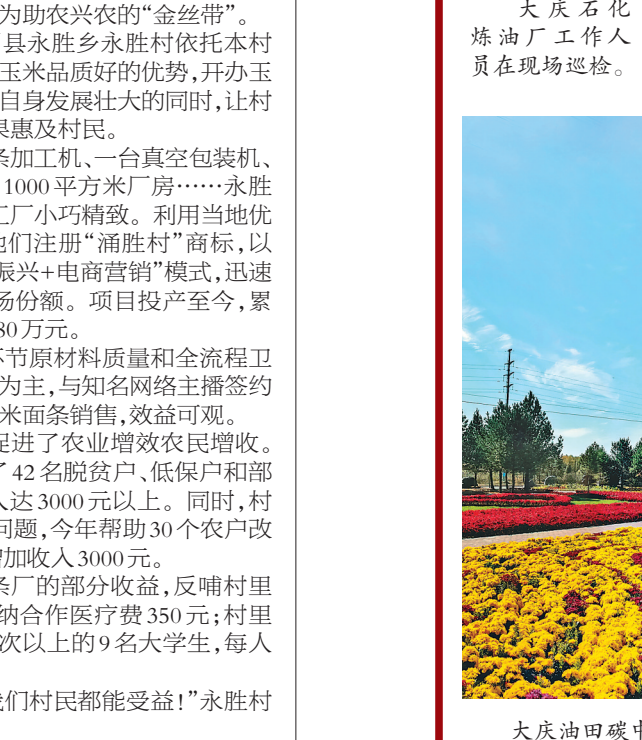 为助农兴农的“金丝带”。
县永胜乡永胜村依托本村
玉米品质好的优势,开办玉
自身发展壮大的同时,让村
果惠及村民。
条加工机、一台真空包装机、
1000平方米厂房……永胜
工厂小巧精致。利用当地优
他们注册“涌胜村”商标,以
振兴+电商营销”模式,迅速
场份额。项目投产至今,累
80万元。
环节原材料质量和全流程卫
为主,与知名网络主播签约
米面条销售,效益可观。
促进了农业增效农民增收。
了42名脱贫户、低保户和部
入达3000元以上。同时,村
问题,今年帮助30个农户改
增加收入3000元。
条厂的部分收益,反哺村里
纳合作医疗费350元;村里
次以上的9名大学生,每人
我们村民都能受益!”永胜村
大庆石化
炼油厂工作人
员在现场巡检。
大庆油田碳中